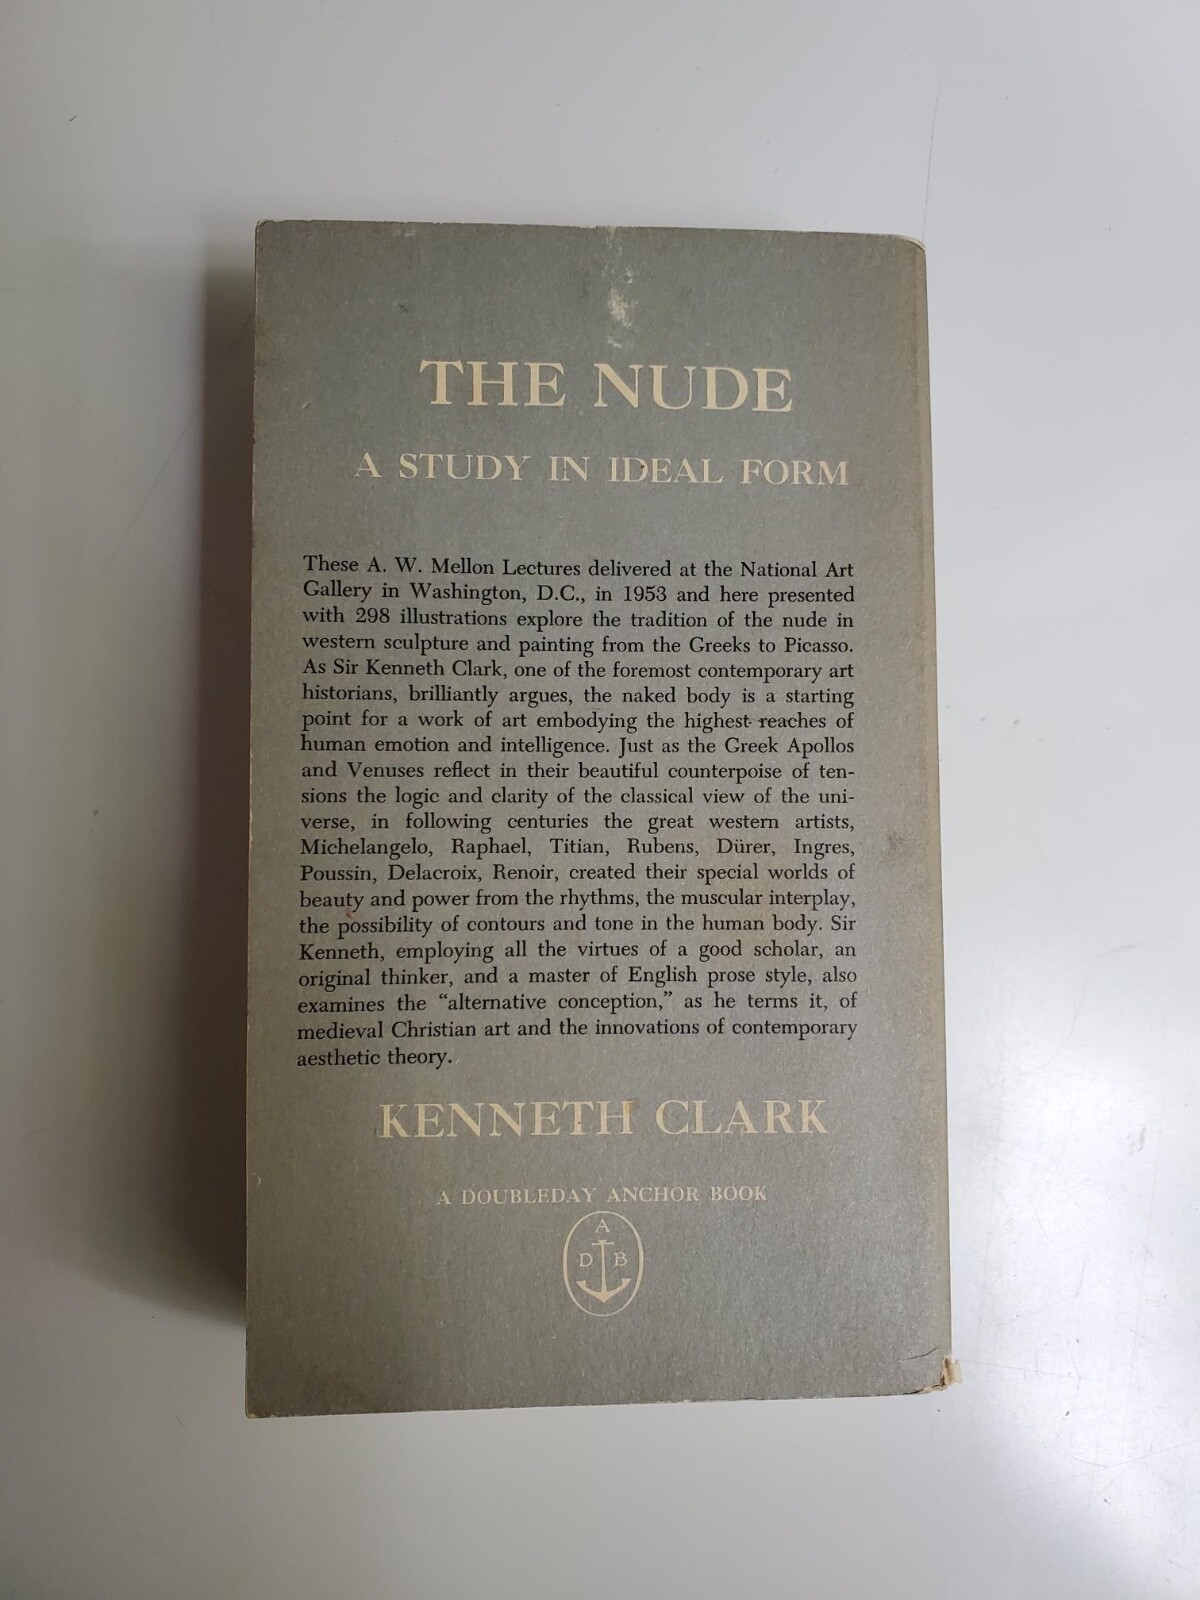 THE NUDE
A STUDY IN IDEAL FORM
These A. W. Mellon Lectures delivered at the National Art
Gallery in Washington, D.C., in 1953 and here presented
with 298 illustrations explore the tradition of the nude in
western sculpture and painting from the Greeks to Picasso.
As Sir Kenneth Clark, one of the foremost contemporary art
historians, brilliantly argues, the naked body is a starting
point for a work of art embodying the highest reaches of
human emotion and intelligence. Just as the Greek Apollos
and Venuses reflect in their beautiful counterpoise of ten-
sions the logic and clarity of the classical view of the uni-
verse, in following centuries the great western artists,
Michelangelo, Raphael, Titian, Rubens, Dürer, Ingres,
Poussin, Delacroix, Renoir, created their special worlds of
beauty and power from the rhythms, the muscular interplay,
the possibility of contours and tone in the human body. Sir
Kenneth, employing all the virtues of a good scholar, an
original thinker, and a master of English prose style, also
examines the “alternative conception,” as he terms it, of
medieval Christian art and the innovations of contemporary
aesthetic theory.
KENNETH CLARK
A DOUBLEDAY ANCHOR BOOK
A
D B